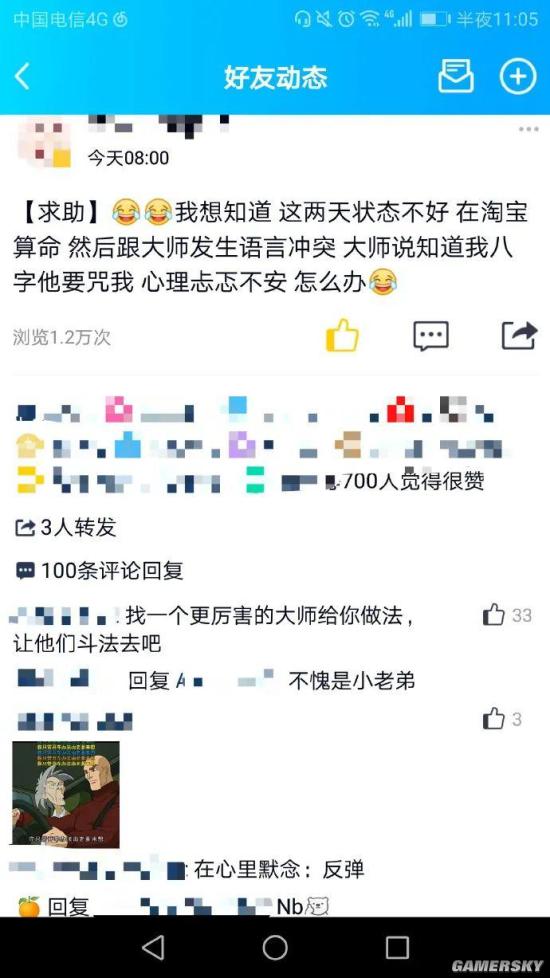 中国电信4G 4G 半夜11:05
好友动态
今天08:00
【求助】😂😂我想知道 这两天状态不好 在淘宝
算命 然后跟大师发生语言冲突 大师说知道我八
字他要咒我 心理忐忑不安 怎么办😂
浏览1.2万次
700人觉得很赞
3人转发
100条评论回复
: 找一个更厉害的大师给你做法， 33
让他们斗法去吧
回复 不愧是小老弟
3
: 在心里默念：反弹
🍊 回复 Nb
GAMERSKY